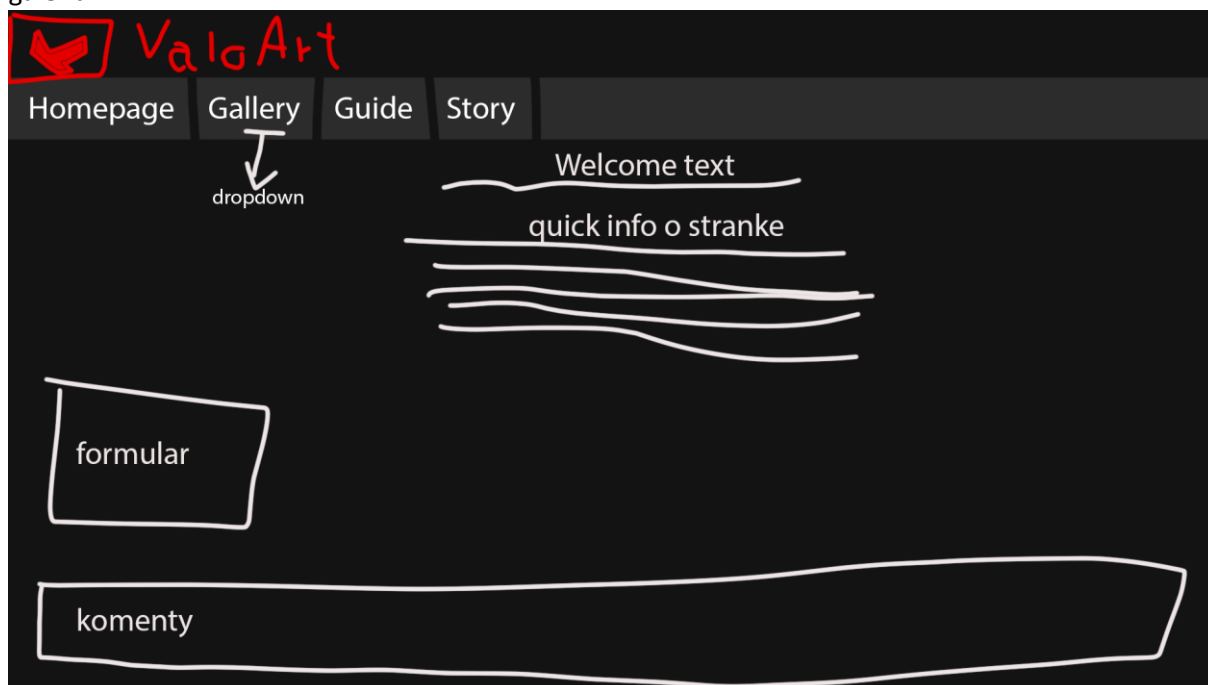 ValoArt
Homepage Gallery Guide Story
dropdown
Welcome text
quick info o stranke
formular
komenty